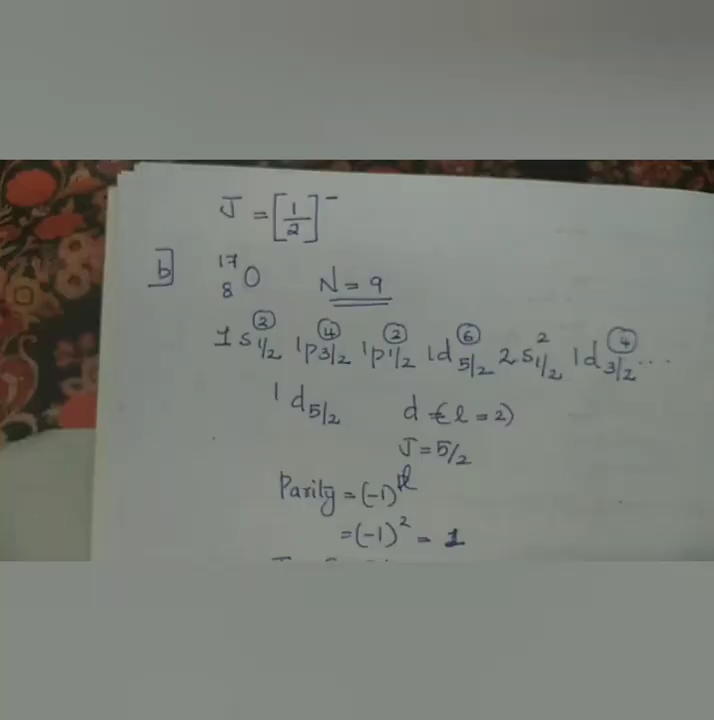 J = [1/2]⁻
b] ¹⁷₈O N = 9
1s₁/₂ ② 1p₃/₂ ④ 1p₁/₂ ② 1d₅/₂ ⑥ 2s₁/₂ ² 1d₃/₂ ④ ...
1d₅/₂ d (l = 2)
J = 5/2
Parity = (-1)ˡ
= (-1)² = 1